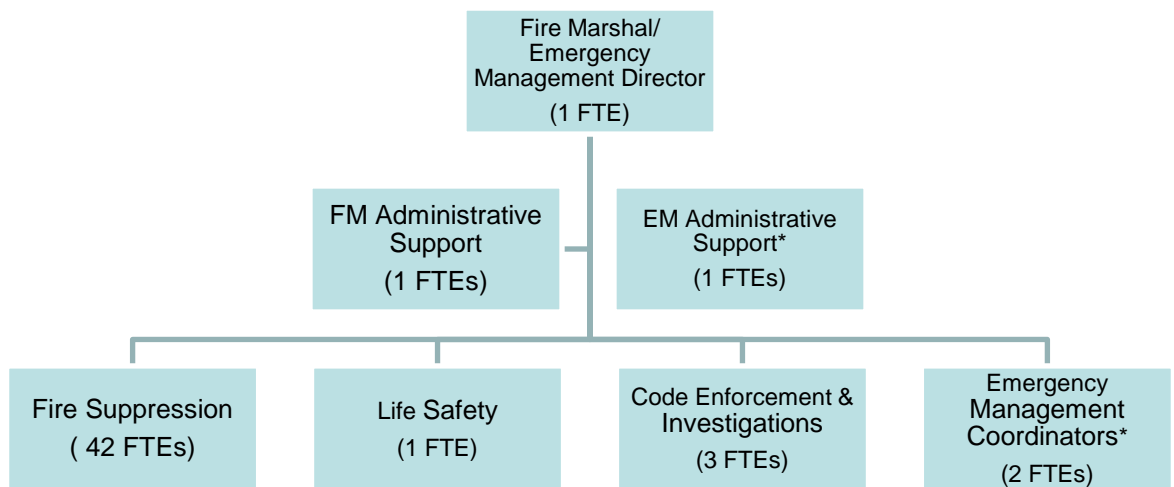 Fire Marshal/
Emergency
Management Director
(1 FTE)
FM Administrative
Support
(1 FTEs)
EM Administrative
Support*
(1 FTEs)
Fire Suppression
( 42 FTEs)
Life Safety
(1 FTE)
Code Enforcement &
Investigations
(3 FTEs)
Emergency
Management
Coordinators*
(2 FTEs)